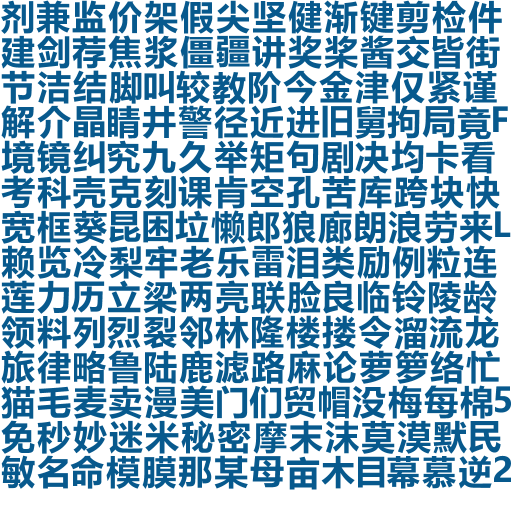 剂兼监价架假尖坚健渐键剪检件
建剑荐焦浆僵疆讲奖桨酱交皆街
节洁结脚叫较教阶今金津仅紧谨
解介晶睛井警径近进旧舅拘局竟F
境镜纠究九久举矩句剧决均卡看
考科壳克刻课肯空孔苦库跨块快
宽框葵昆困垃懒郎狼廊朗浪劳来L
赖览冷梨牢老乐雷泪类励例粒连
莲力历立梁两亮联脸良临铃陵龄
领料列烈裂邻林隆楼搂令溜流龙
旅律略鲁陆鹿滤路麻论萝箩络忙
猫毛麦卖漫美门们贸帽没梅每棉5
免秒妙迷米秘密摩末沫莫漠默民
敏名命模膜那某母亩木目幕慕逆2